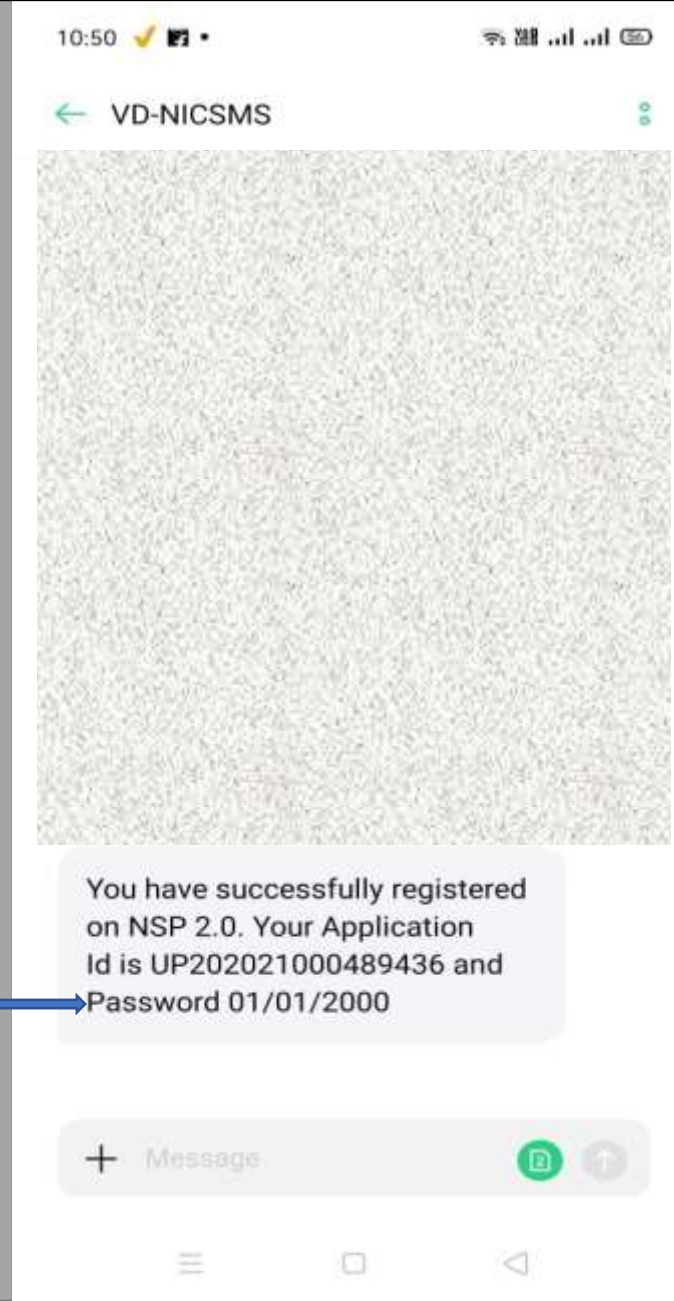 10:50
VD-NICSMS
You have successfully registered
on NSP 2.0. Your Application
Id is UP202021000489436 and
Password 01/01/2000
Message
2